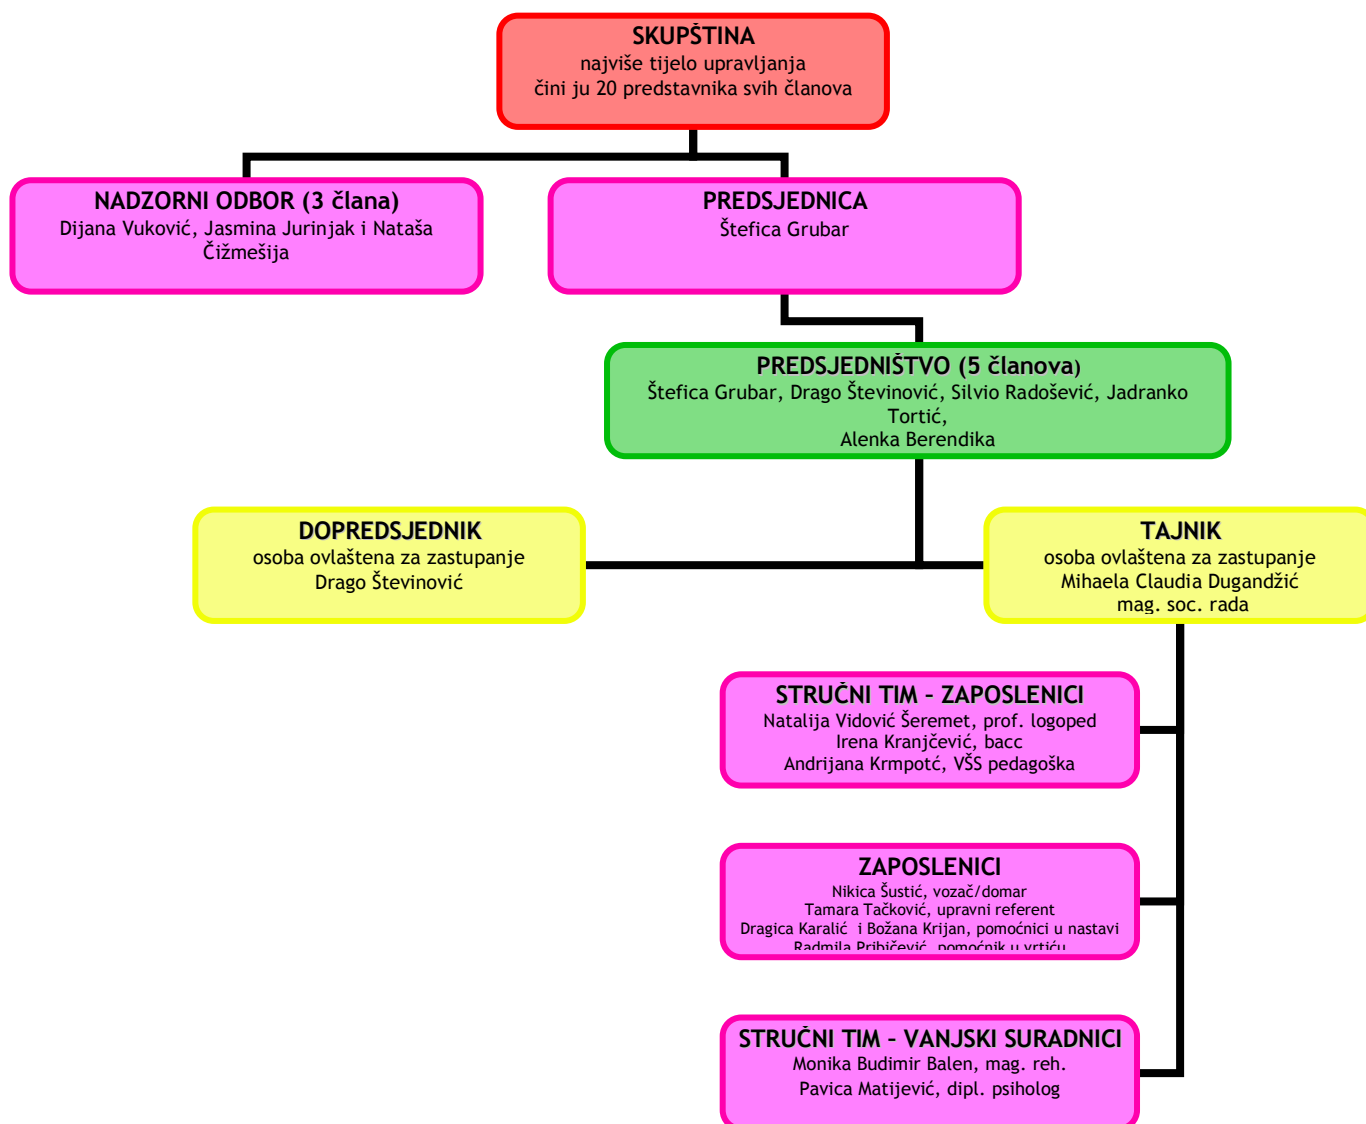 SKUPŠTINA
najviše tijelo upravljanja
čini ju 20 predstavnika svih članova
NADZORNI ODBOR (3 člana)
Dijana Vuković, Jasmina Jurinjak i Nataša
Čižmešija
PREDSJEDNICA
Štefica Grubar
PREDSJEDNIŠTVO (5 članova)
Štefica Grubar, Drago Števinović, Silvio Radošević, Jadranko
Tortić,
Alenka Berendika
DOPREDSJEDNIK
osoba ovlaštena za zastupanje
Drago Števinović
TAJNIK
osoba ovlaštena za zastupanje
Mihaela Claudia Dugandžić
mag. soc. rada
STRUČNI TIM – ZAPOSLENICI
Natalija Vidović Šeremet, prof. logoped
Irena Kranjčević, bacc
Andrijana Krmpotć, VŠS pedagoška
ZAPOSLENICI
Nikica Šustić, vozač/domar
Tamara Tačković, upravni referent
Dragica Karalić i Božana Krijan, pomoćnici u nastavi
Radmila Pribičević, pomoćnik u vrtiću
STRUČNI TIM – VANJSKI SURADNICI
Monika Budimir Balen, mag. reh.
Pavica Matijević, dipl. psiholog